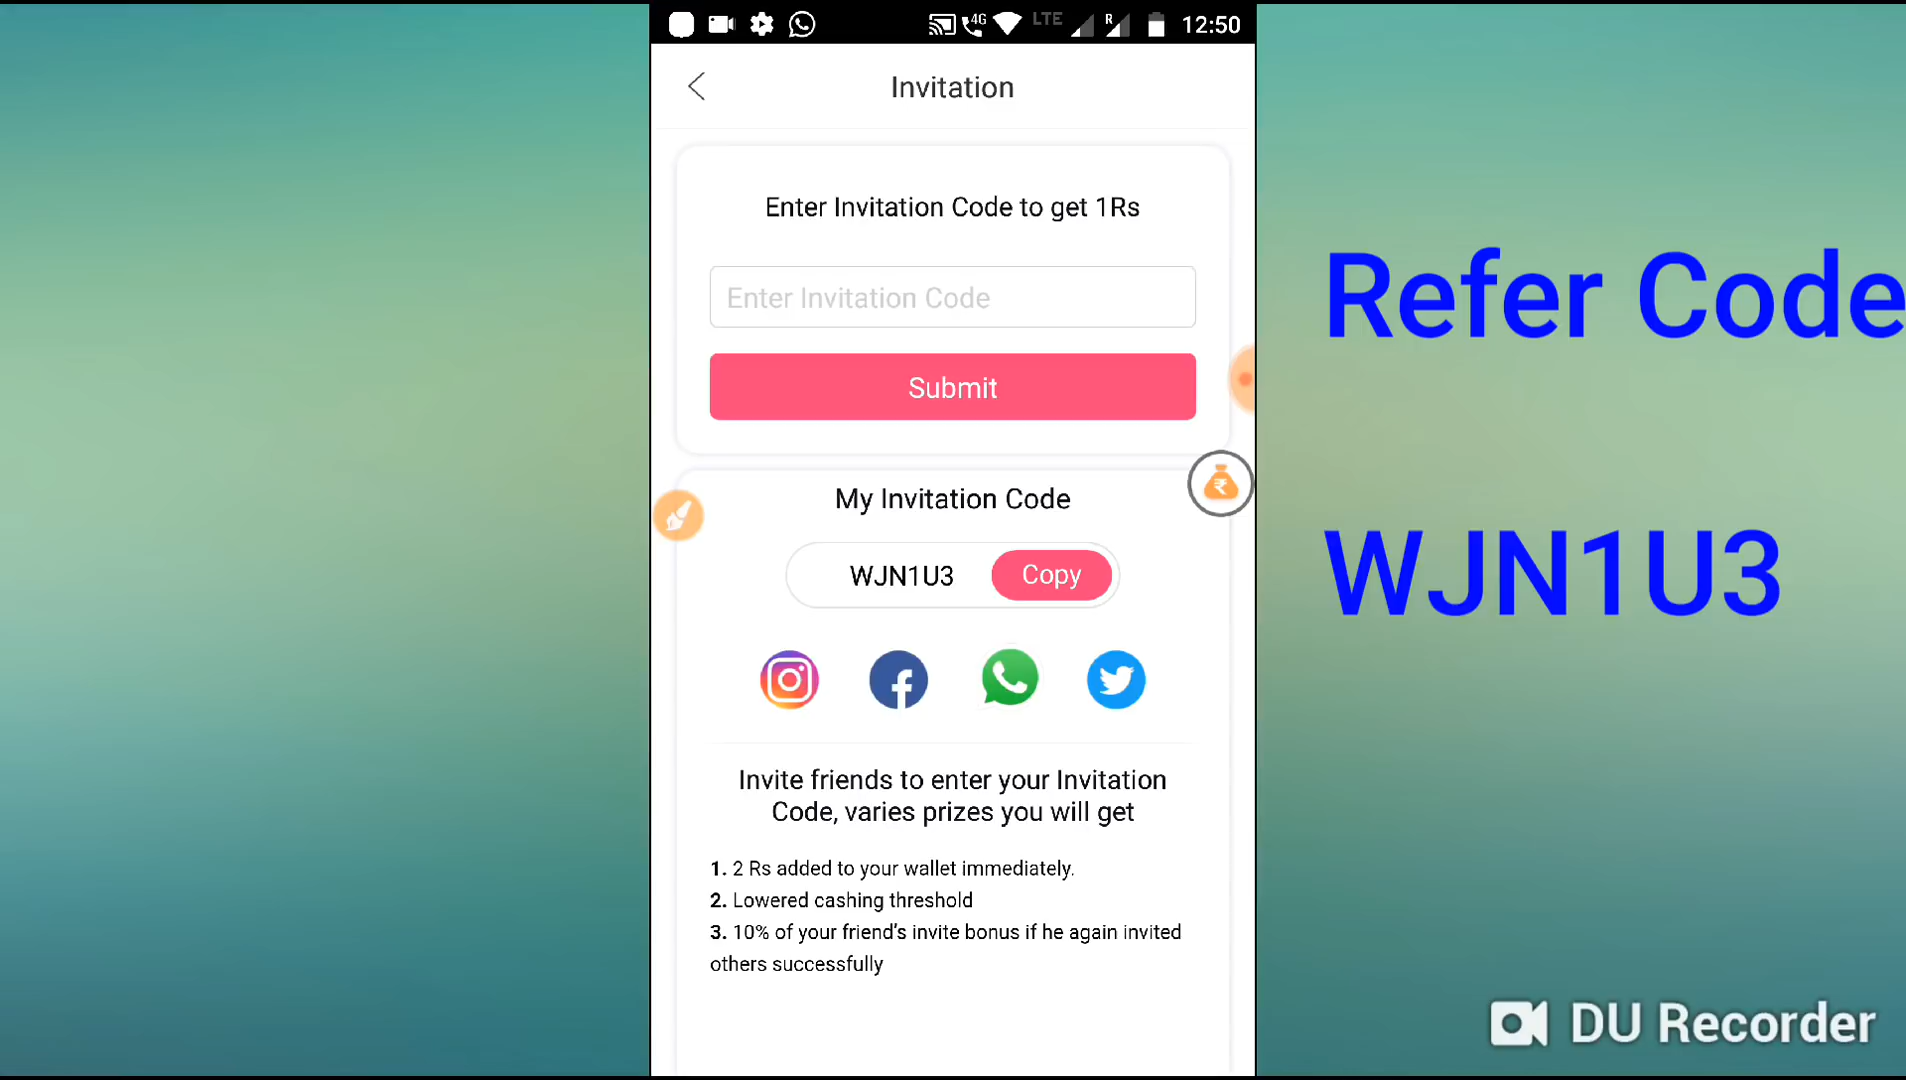 4G LTE R 12:50
Invitation
Enter Invitation Code to get 1Rs
Enter Invitation Code
Submit
My Invitation Code
WJN1U3 Copy
Invite friends to enter your Invitation
Code, varies prizes you will get
1. 2 Rs added to your wallet immediately.
2. Lowered cashing threshold
3. 10% of your friend's invite bonus if he again invited
others successfully
Refer Code
WJN1U3
DU Recorder